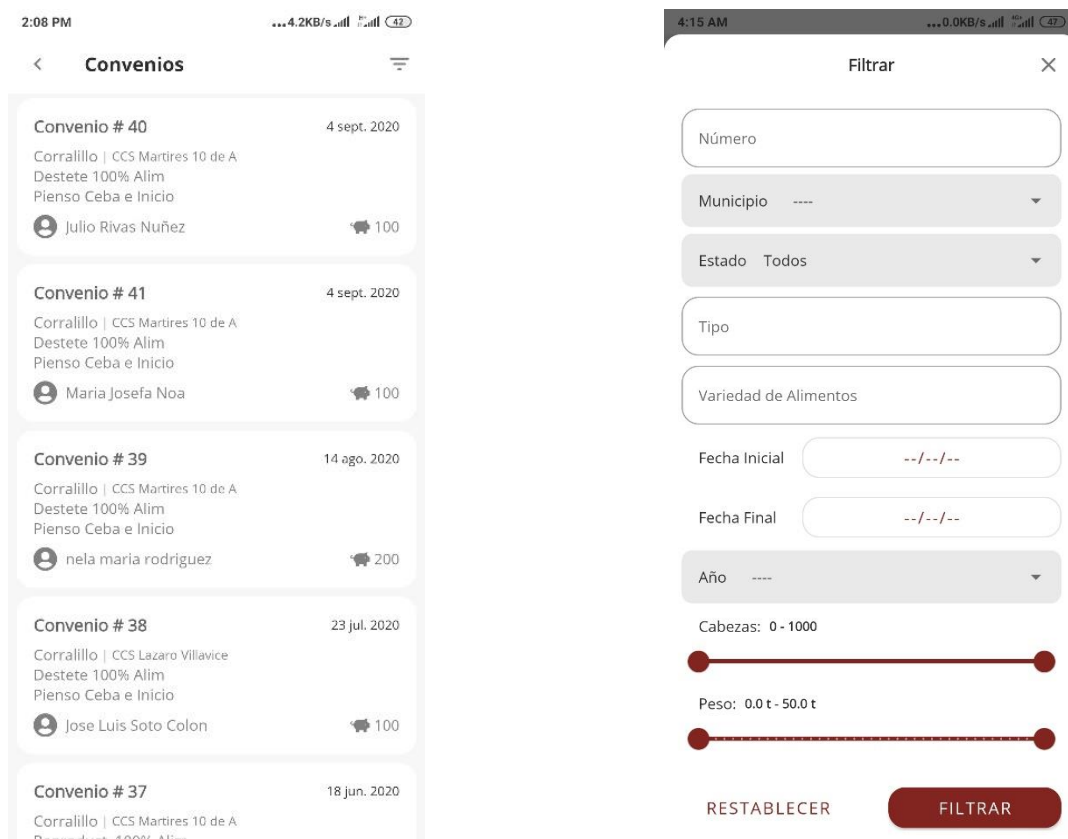 2:08 PM
...4.2KB/s
42
Convenios
Convenio # 40
4 sept. 2020
Corralillo | CCS Martires 10 de A
Destete 100% Alim
Pienso Ceba e Inicio
Julio Rivas Nuñez
100
Convenio # 41
4 sept. 2020
Corralillo | CCS Martires 10 de A
Destete 100% Alim
Pienso Ceba e Inicio
Maria Josefa Noa
100
Convenio # 39
14 ago. 2020
Corralillo | CCS Martires 10 de A
Destete 100% Alim
Pienso Ceba e Inicio
nela maria rodriguez
200
Convenio # 38
23 jul. 2020
Corralillo | CCS Lazaro Villavice
Destete 100% Alim
Pienso Ceba e Inicio
Jose Luis Soto Colon
100
Convenio # 37
18 jun. 2020
Corralillo | CCS Martires 10 de A
100% Alim
4:15 AM
...0.0KB/s
47
Filtrar
Número
Municipio ----
Estado Todos
Tipo
Variedad de Alimentos
Fecha Inicial --/--/--
Fecha Final --/--/--
Año ----
Cabezas: 0 - 1000
Peso: 0.0 t - 50.0 t
RESTABLECER
FILTRAR